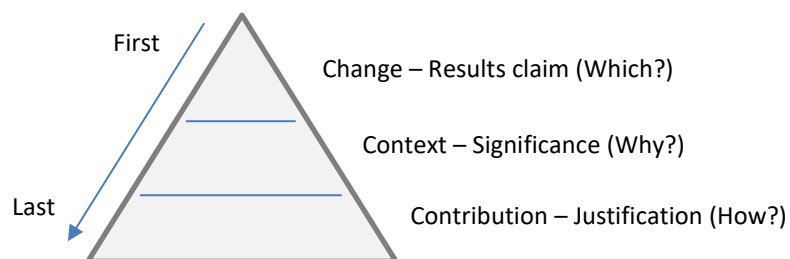 First
Change – Results claim (Which?)
Context – Significance (Why?)
Last
Contribution – Justification (How?)